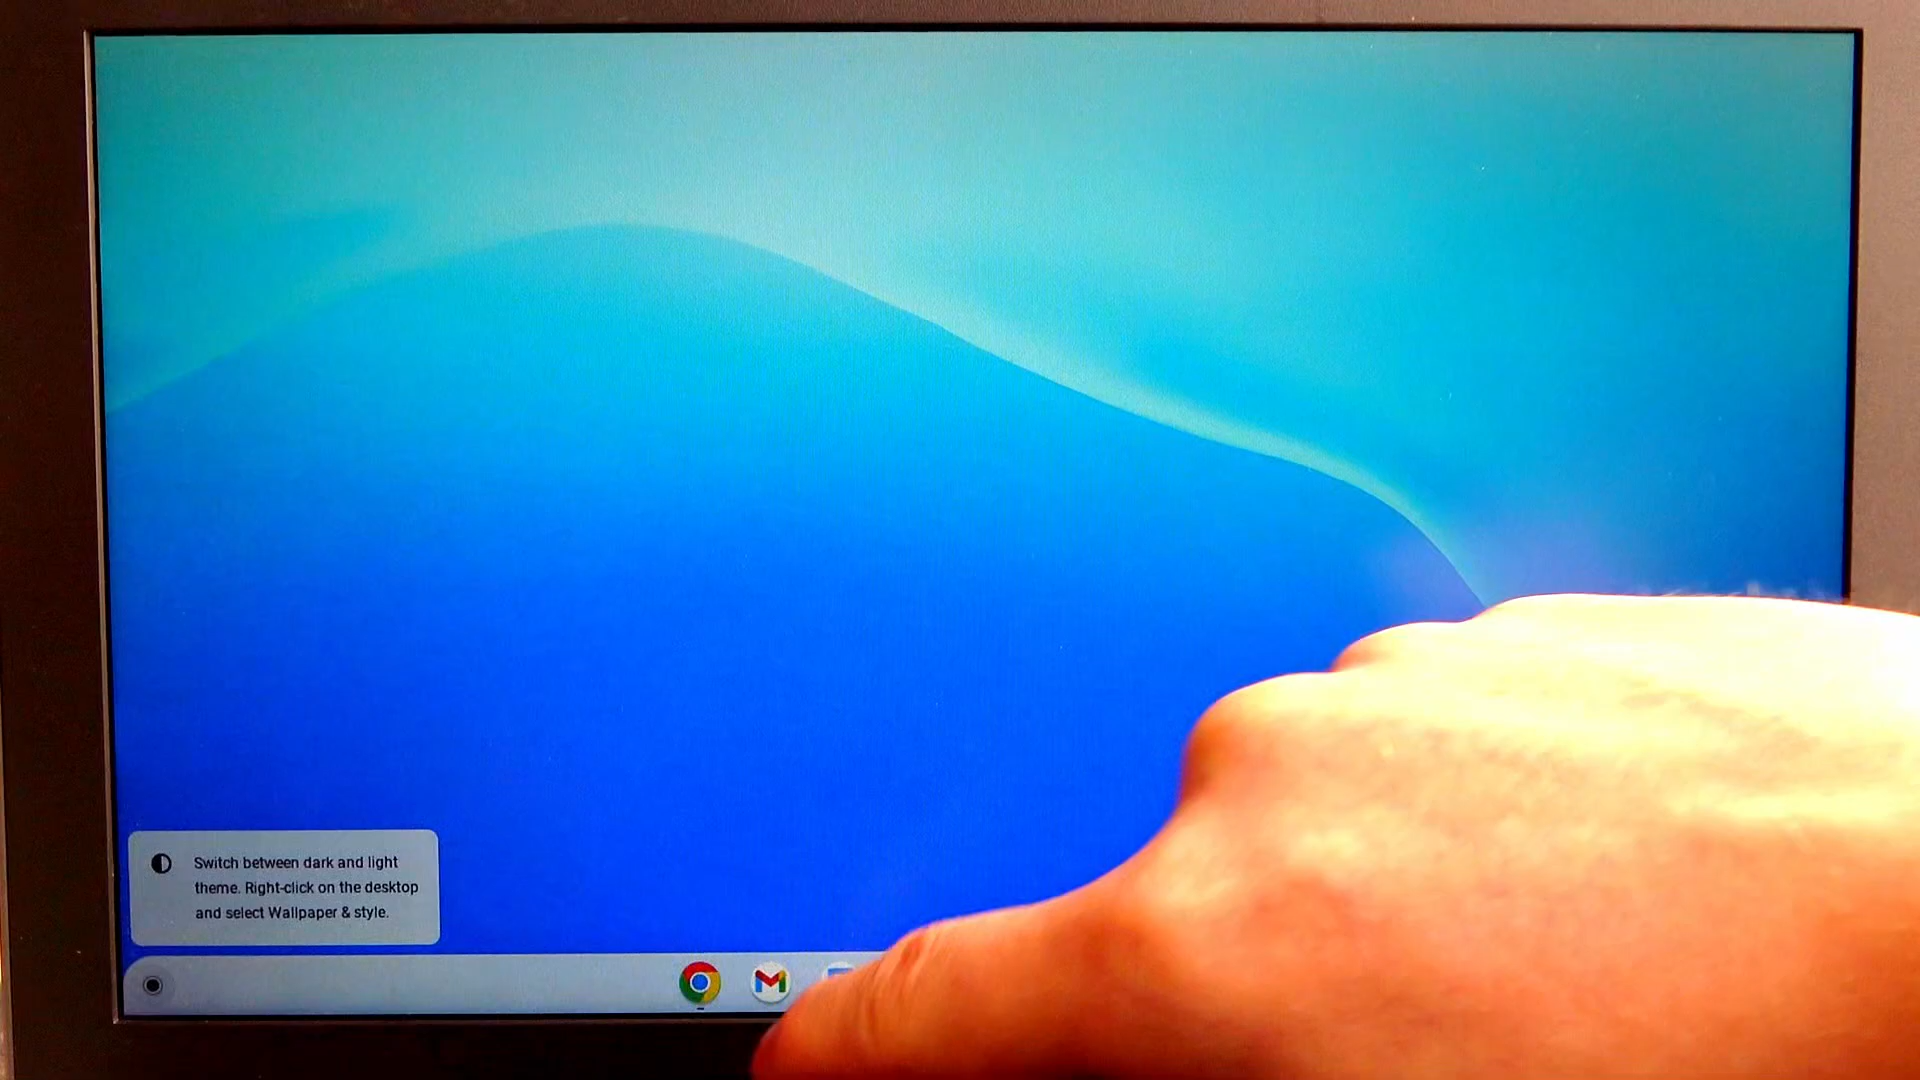 Switch between dark and light
theme. Right-click on the desktop
and select Wallpaper & style.